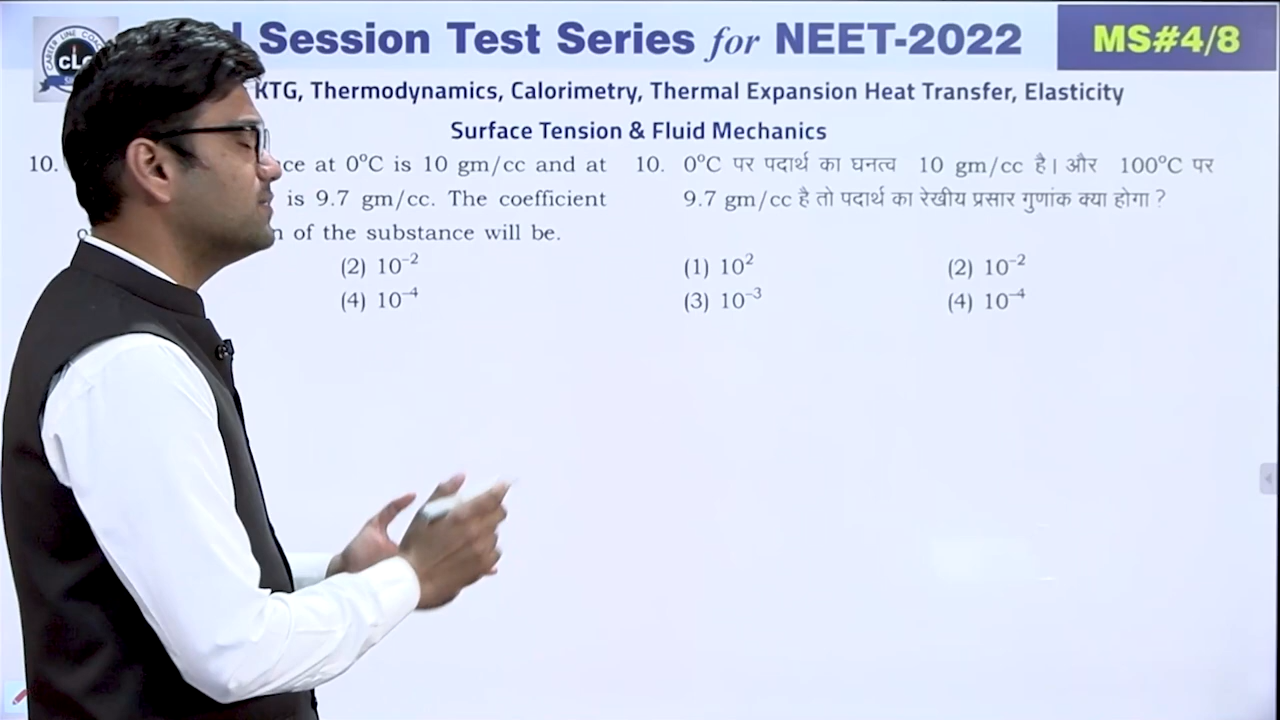 Session Test Series for NEET-2022
MS#4/8
KTG, Thermodynamics, Calorimetry, Thermal Expansion Heat Transfer, Elasticity
Surface Tension & Fluid Mechanics
10. at 0°C is 10 gm/cc and at
is 9.7 gm/cc. The coefficient
of the substance will be.
(2) 10⁻²
(4) 10⁻⁴
10. 0°C पर पदार्थ का घनत्व 10 gm/cc है। और 100°C पर
9.7 gm/cc है तो पदार्थ का रेखीय प्रसार गुणांक क्या होगा ?
(1) 10² (2) 10⁻²
(3) 10⁻³ (4) 10⁻⁴